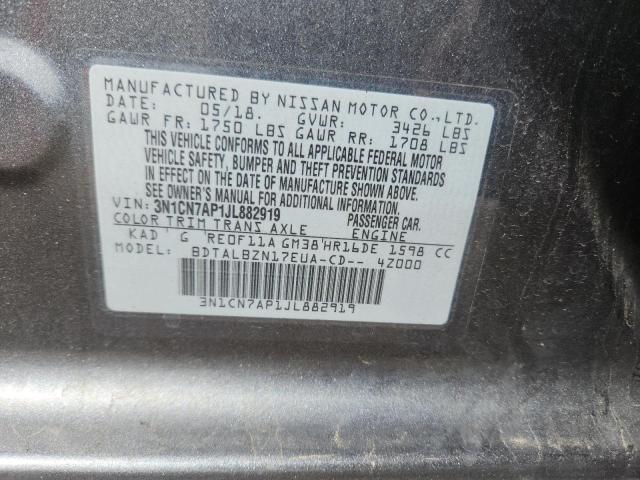 MANUFACTURED BY NISSAN MOTOR CO.,LTD.
DATE: 05/18. GVWR: 3426 LBS
GAWR FR: 1750 LBS GAWR RR: 1708 LBS
THIS VEHICLE CONFORMS TO ALL APPLICABLE FEDERAL MOTOR
VEHICLE SAFETY, BUMPER AND THEFT PREVENTION STANDARDS
IN EFFECT ON THE DATE OF MANUFACTURE SHOWN ABOVE.
SEE OWNER'S MANUAL FOR ADDITIONAL INFORMATION.
VIN: 3N1CN7AP1JL882919 PASSENGER CAR.
COLOR TRIM TRANS AXLE
KAD G RE0F11A GM38 HR16DE 1598 CC
MODEL: BDTALBZN17EUA-CD-- 4Z000
3N1CN7AP1JL882919